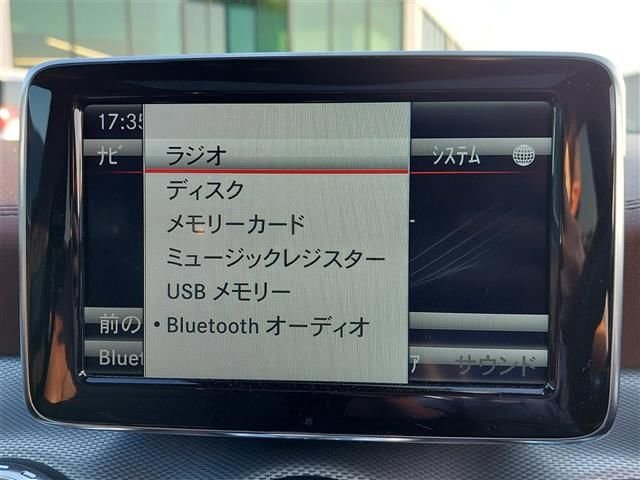 17:35
ナビ
システム
ラジオ
ディスク
メモリーカード
ミュージックレジスター
USB メモリー
• Bluetooth オーディオ
前の
サウンド